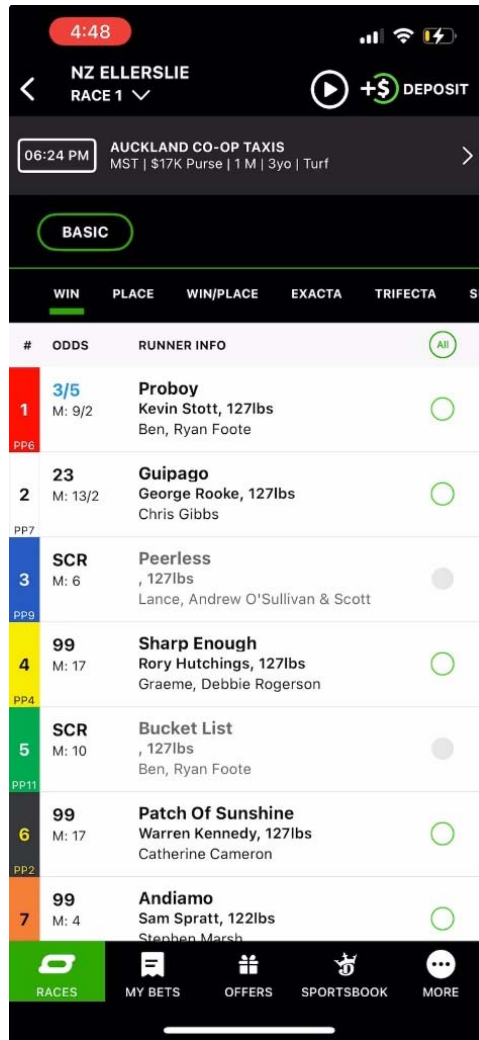 4:48
NZ ELLERSLIE
RACE 1
+$ DEPOSIT
06:24 PM
AUCKLAND CO-OP TAXIS
MST | $17K Purse | 1 M | 3yo | Turf
BASIC
WIN PLACE WIN/PLACE EXACTA TRIFECTA S
# ODDS RUNNER INFO All
1 3/5 Proboy
M: 9/2 Kevin Stott, 127lbs
PP6 Ben, Ryan Foote
2 23 Guipago
M: 13/2 George Rooke, 127lbs
PP7 Chris Gibbs
3 SCR Peerless
M: 6 , 127lbs
PP9 Lance, Andrew O'Sullivan & Scott
4 99 Sharp Enough
M: 17 Rory Hutchings, 127lbs
PP4 Graeme, Debbie Rogerson
5 SCR Bucket List
M: 10 , 127lbs
PP11 Ben, Ryan Foote
6 99 Patch Of Sunshine
M: 17 Warren Kennedy, 127lbs
PP2 Catherine Cameron
7 99 Andiamo
M: 4 Sam Spratt, 122lbs
Stephen Marsh
RACES MY BETS OFFERS SPORTSBOOK MORE